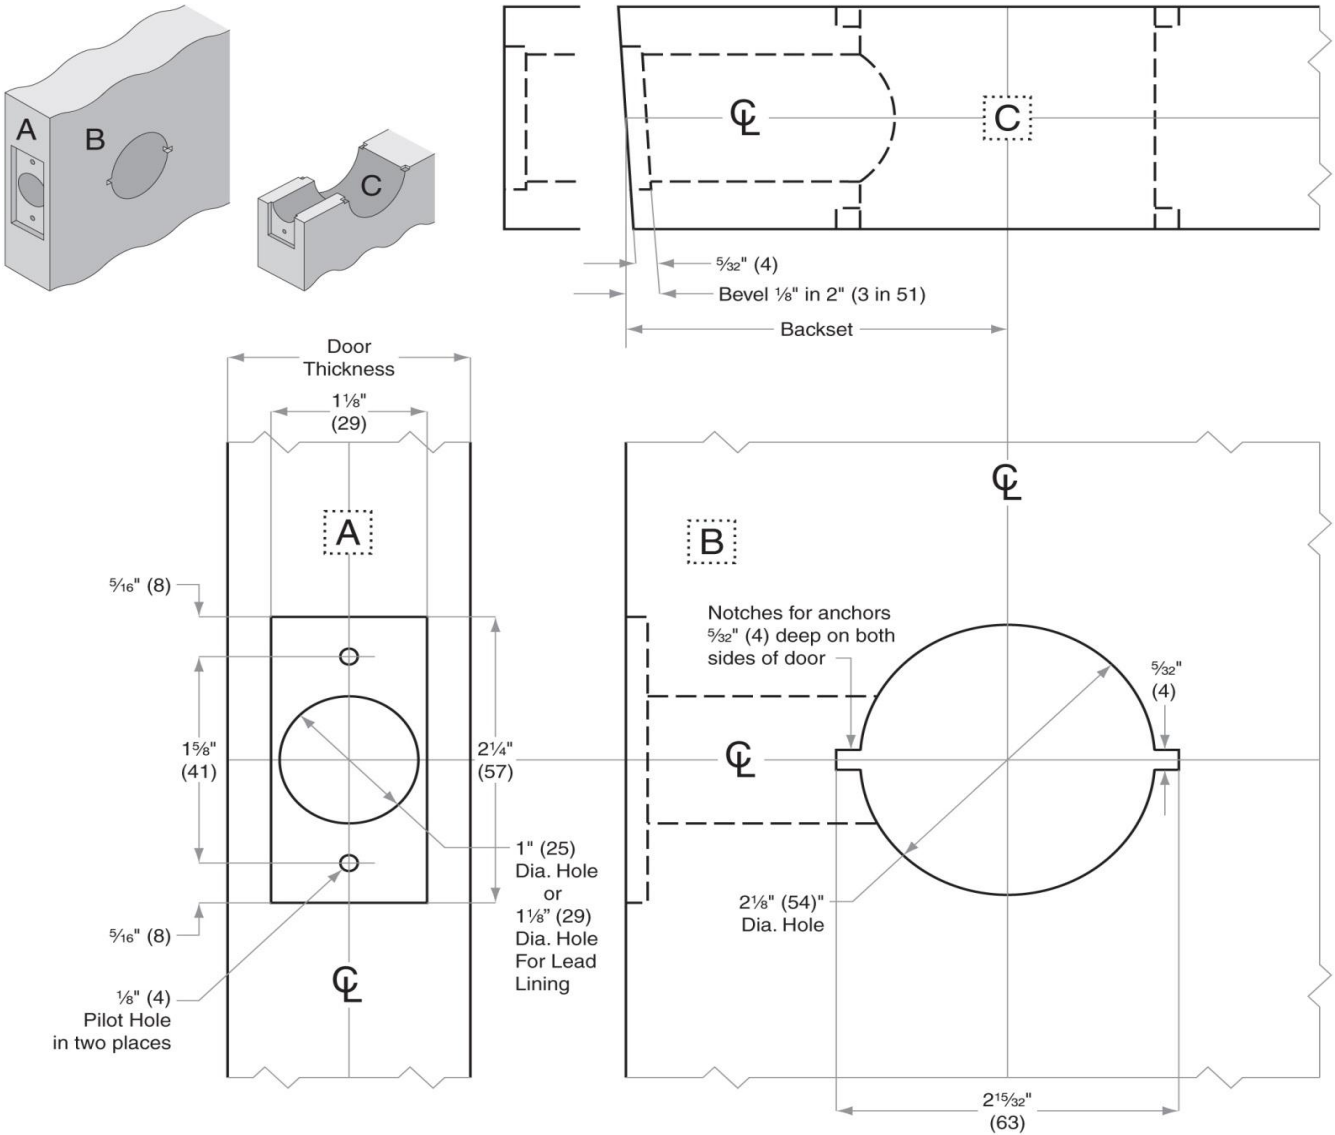 A
B
C
℄
C
5/32" (4)
Bevel 1/8" in 2" (3 in 51)
Backset
Door
Thickness
1 1/8"
(29)
A
5/16" (8)
1 5/8"
(41)
2 1/4"
(57)
5/16" (8)
1/8" (4)
Pilot Hole
in two places
℄
1" (25)
Dia. Hole
or
1 1/8” (29)
Dia. Hole
For Lead
Lining
℄
B
Notches for anchors
5/32" (4) deep on both
sides of door
5/32"
(4)
℄
2 1/8" (54)"
Dia. Hole
2 15/32"
(63)